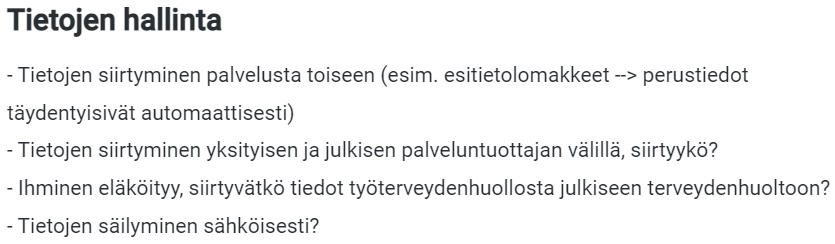 Tietojen hallinta
- Tietojen siirtyminen palvelusta toiseen (esim. esitietolomakkeet --> perustiedot
täydentyisivät automaattisesti)
- Tietojen siirtyminen yksityisen ja julkisen palveluntuottajan välillä, siirtyykö?
- Ihminen eläköityy, siirtyvätkö tiedot työterveydenhuollosta julkiseen terveydenhuoltoon?
- Tietojen säilyminen sähköisesti?